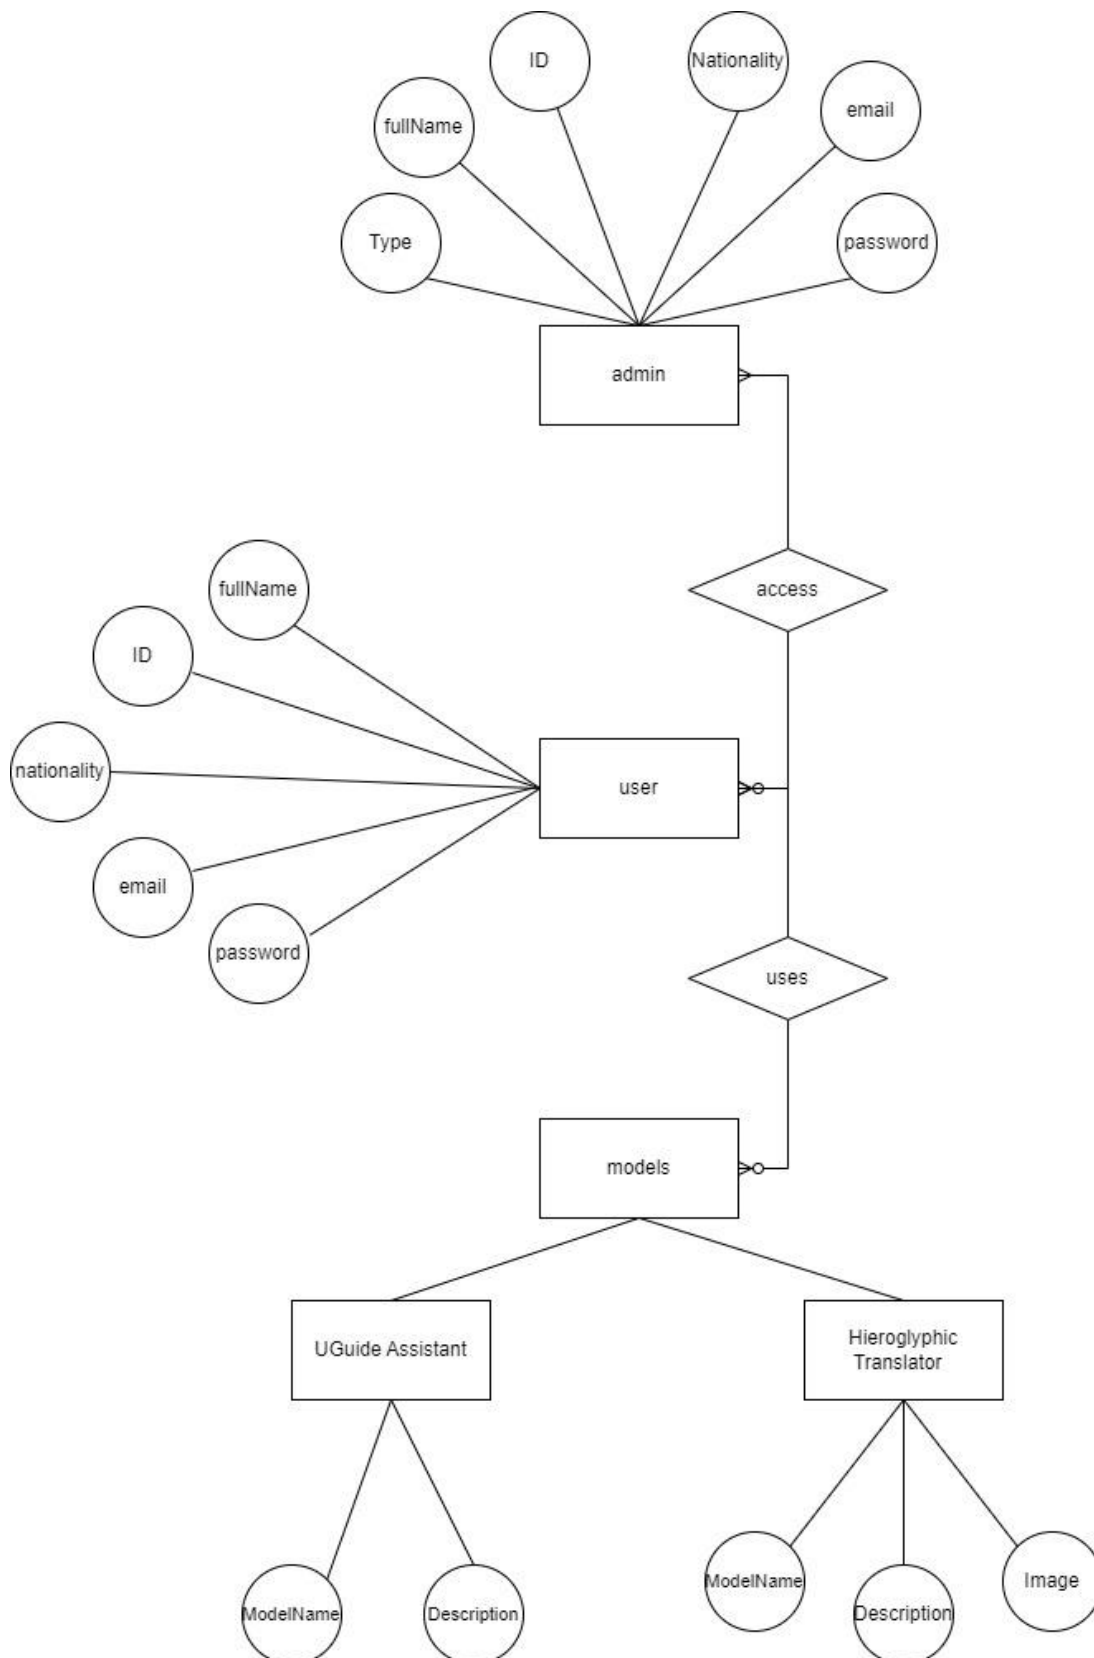 ID
Nationality
email
fullName
Type
password
admin
access
fullName
ID
nationality
email
password
user
uses
models
UGuide Assistant
Hieroglyphic
Translator
ModelName
Description
ModelName
Description
Image